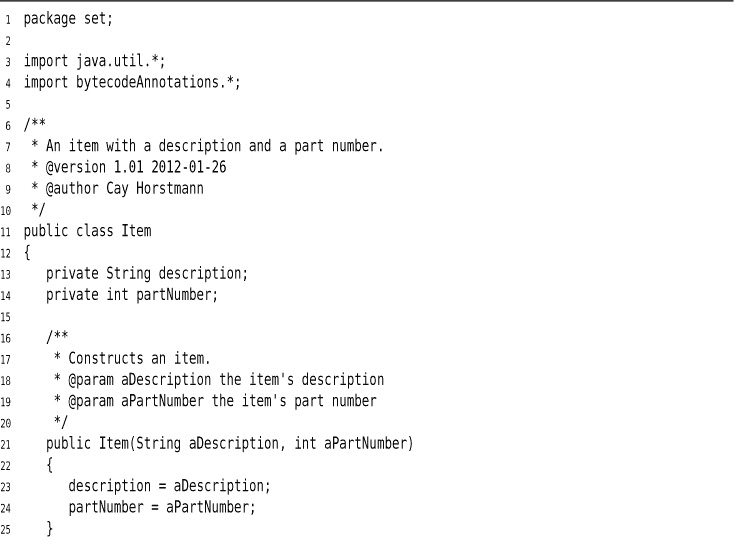 1 package set;
2
3 import java.util.*;
4 import bytecodeAnnotations.*;
5
6 /**
7  * An item with a description and a part number.
8  * @version 1.01 2012-01-26
9  * @author Cay Horstmann
10  */
11 public class Item
12 {
13    private String description;
14    private int partNumber;
15
16    /**
17     * Constructs an item.
18     * @param aDescription the item's description
19     * @param aPartNumber the item's part number
20     */
21    public Item(String aDescription, int aPartNumber)
22    {
23       description = aDescription;
24       partNumber = aPartNumber;
25    }